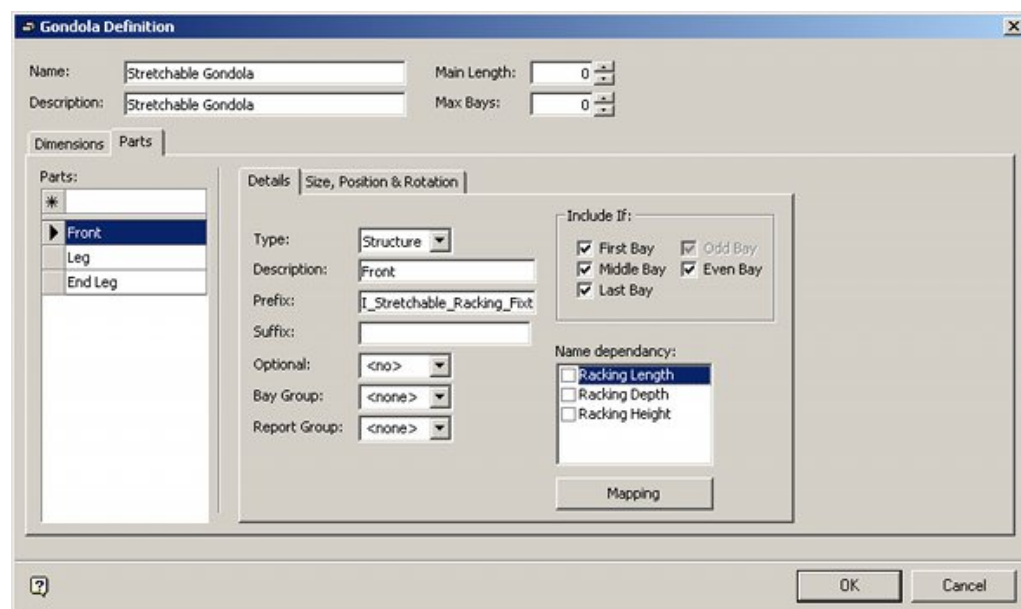 Gondola Definition
Name: Stretchable Gondola Main Length: 0
Description: Stretchable Gondola Max Bays: 0
Dimensions Parts
Parts:
Front
Leg
End Leg
Details Size, Position & Rotation
Type: Structure
Description: Front
Prefix: I_Stretchable_Racking_Fixt
Suffix:
Optional: <no>
Bay Group: <none>
Report Group: <none>
Include If:
First Bay Odd Bay
Middle Bay Even Bay
Last Bay
Name dependancy:
Racking Length
Racking Depth
Racking Height
Mapping
OK Cancel